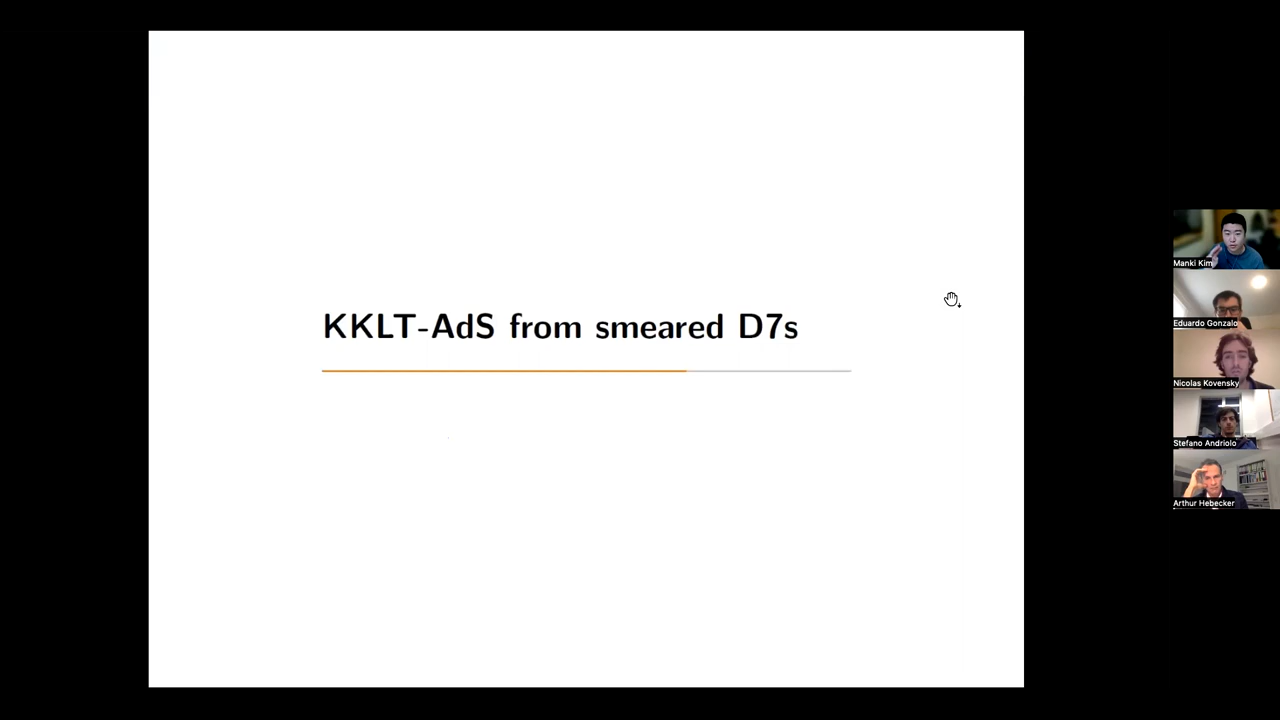 KKLT-AdS from smeared D7s
Manki Kim
Eduardo Gonzalo
Nicolas Kovensky
Stefano Andriolo
Arthur Hebecker